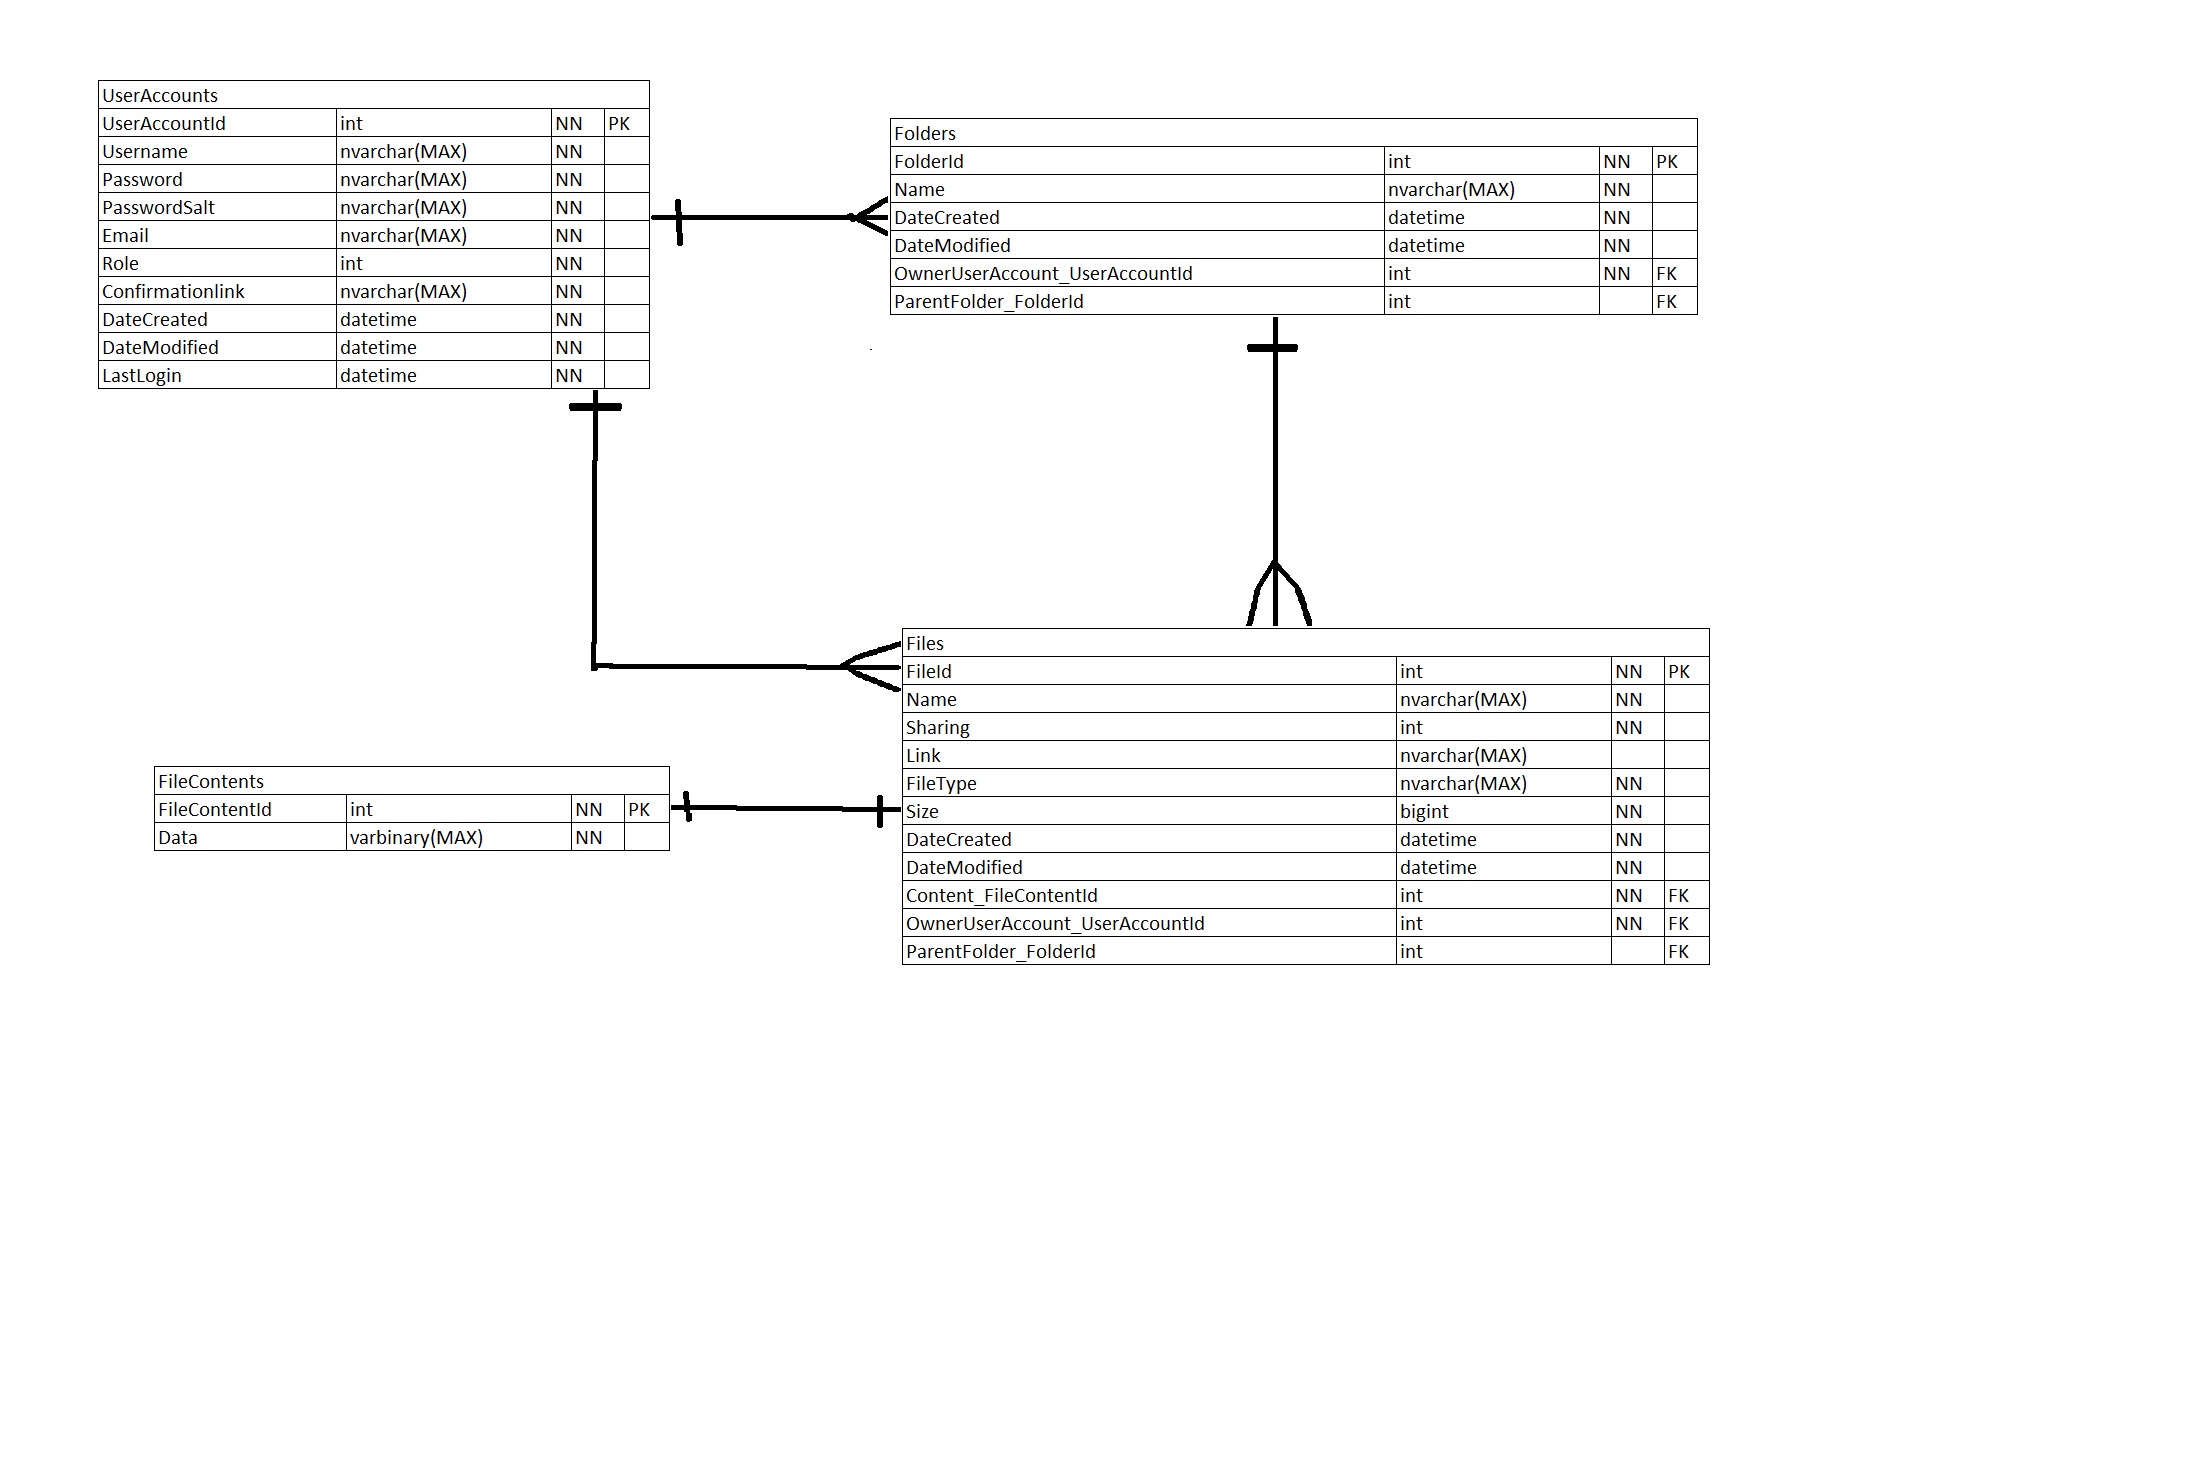 UserAccounts
UserAccountId int NN PK
Username nvarchar(MAX) NN
Password nvarchar(MAX) NN
PasswordSalt nvarchar(MAX) NN
Email nvarchar(MAX) NN
Role int NN
Confirmationlink nvarchar(MAX) NN
DateCreated datetime NN
DateModified datetime NN
LastLogin datetime NN
Folders
FolderId int NN PK
Name nvarchar(MAX) NN
DateCreated datetime NN
DateModified datetime NN
OwnerUserAccount_UserAccountId int NN FK
ParentFolder_FolderId int FK
Files
FileId int NN PK
Name nvarchar(MAX) NN
Sharing int NN
Link nvarchar(MAX)
FileType nvarchar(MAX) NN
Size bigint NN
DateCreated datetime NN
DateModified datetime NN
Content_FileContentId int NN FK
OwnerUserAccount_UserAccountId int NN FK
ParentFolder_FolderId int FK
FileContents
FileContentId int NN PK
Data varbinary(MAX) NN